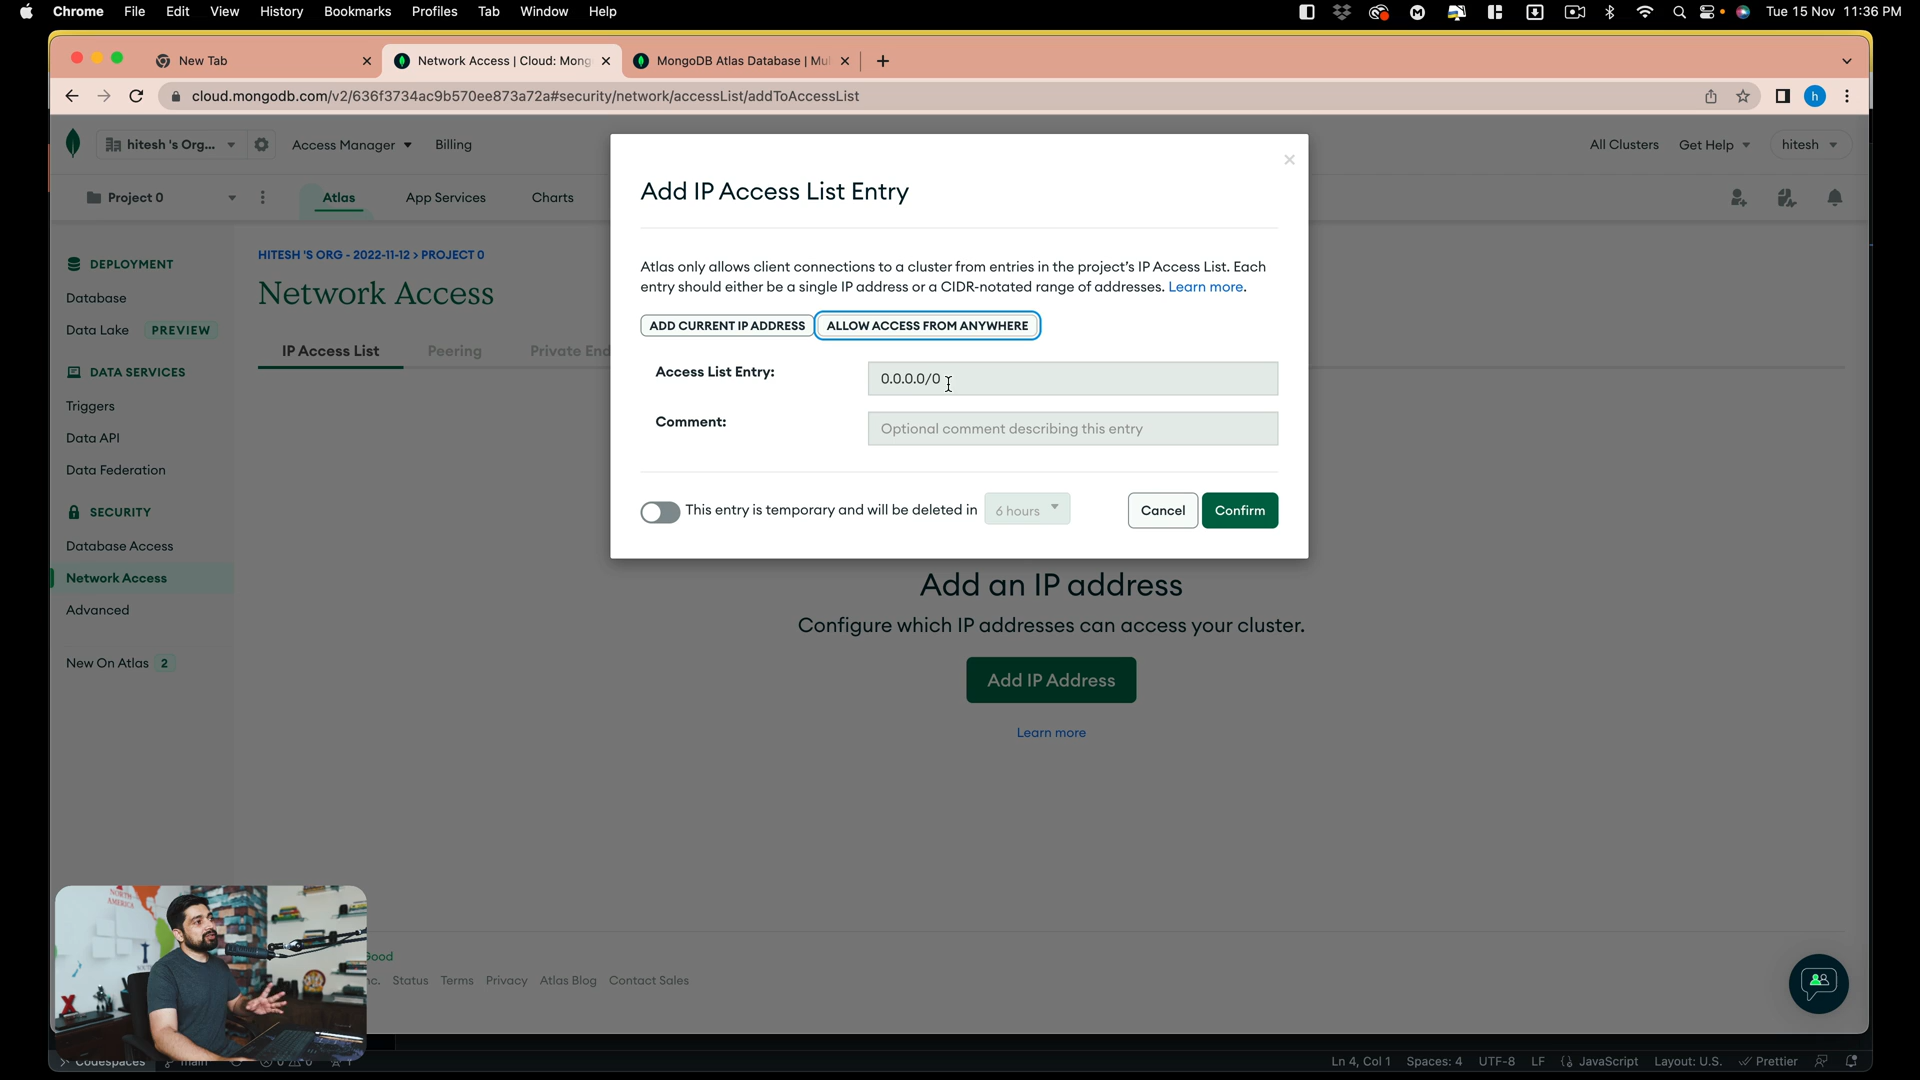 Chrome File Edit View History Bookmarks Profiles Tab Window Help
Tue 15 Nov 11:36 PM
New Tab
Network Access | Cloud: Mong
MongoDB Atlas Database | Mul
cloud.mongodb.com/v2/636f3734ac9b570ee873a72a#security/network/accessList/addToAccessList
h
hitesh 's Org...
Access Manager
Billing
All Clusters
Get Help
hitesh
Project 0
Atlas
App Services
Charts
DEPLOYMENT
Database
Data Lake PREVIEW
DATA SERVICES
Triggers
Data API
Data Federation
SECURITY
Database Access
Network Access
Advanced
New On Atlas 2
HITESH 'S ORG - 2022-11-12 > PROJECT 0
Network Access
IP Access List
Peering
Private End
Add IP Access List Entry
Atlas only allows client connections to a cluster from entries in the project's IP Access List. Each
entry should either be a single IP address or a CIDR-notated range of addresses. Learn more.
ADD CURRENT IP ADDRESS
ALLOW ACCESS FROM ANYWHERE
Access List Entry:
0.0.0.0/0
Comment:
Optional comment describing this entry
This entry is temporary and will be deleted in
6 hours
Cancel
Confirm
Add an IP address
Configure which IP addresses can access your cluster.
Add IP Address
Learn more
NORTH
AMERICA
Good
nc. Status Terms Privacy Atlas Blog Contact Sales
Codespaces
main
Ln 4, Col 1 Spaces: 4 UTF-8 LF {} JavaScript Layout: U.S. Prettier